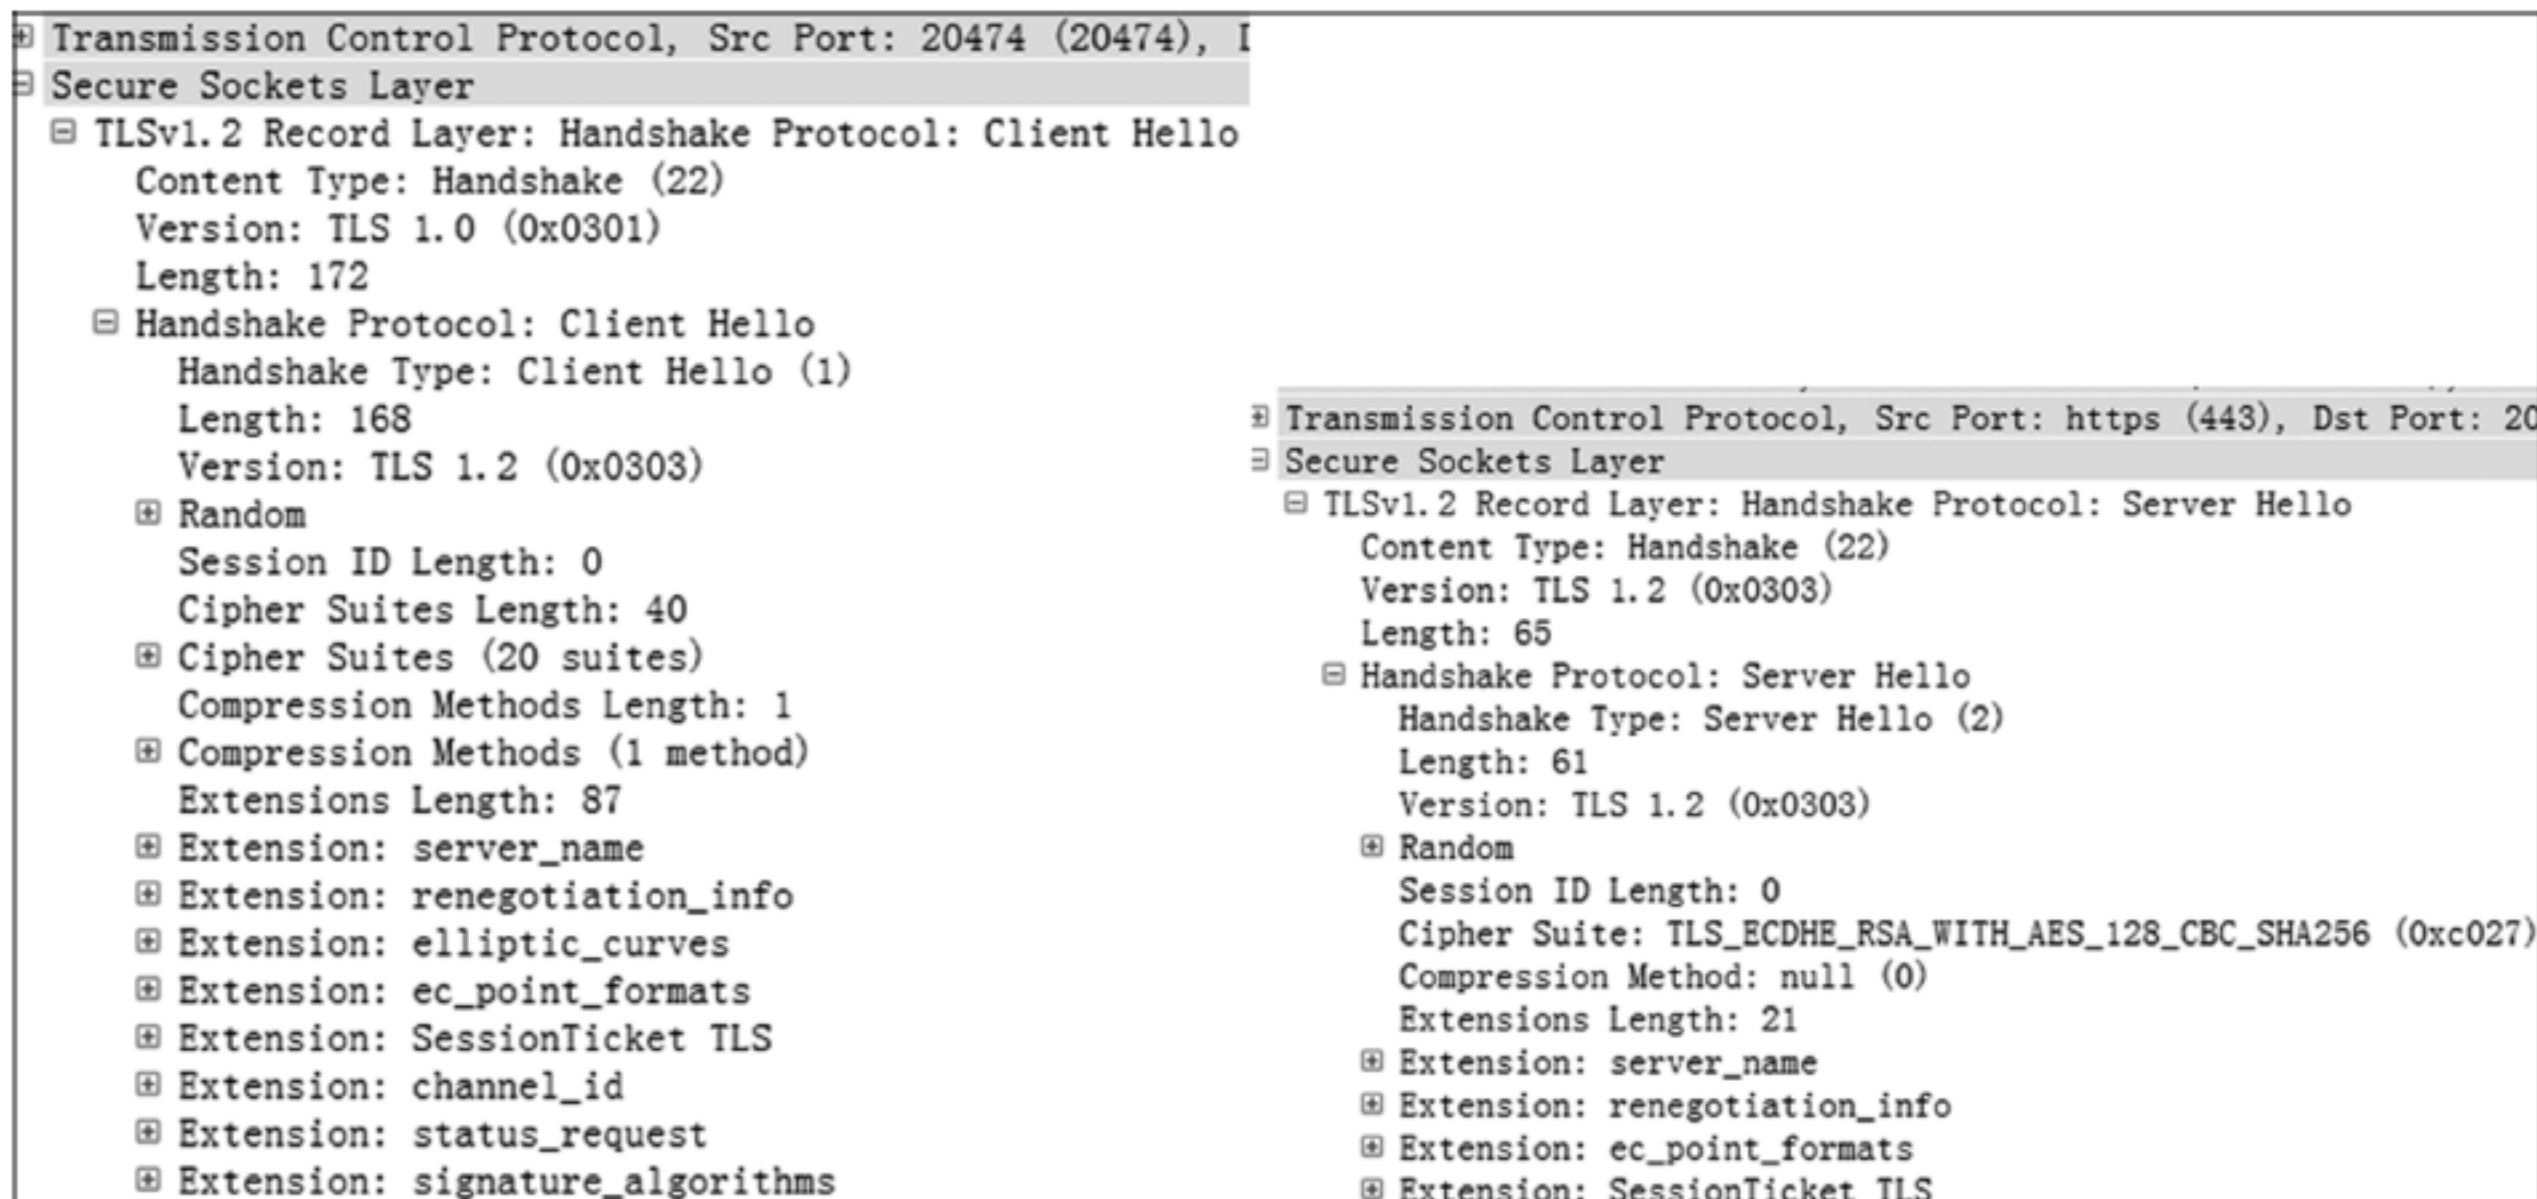 Transmission Control Protocol, Src Port: 20474 (20474),
Secure Sockets Layer
TLSv1.2 Record Layer: Handshake Protocol: Client Hello
Content Type: Handshake (22)
Version: TLS 1.0 (0x0301)
Length: 172
Handshake Protocol: Client Hello
Handshake Type: Client Hello (1)
Length: 168
Version: TLS 1.2 (0x0303)
Random
Session ID Length: 0
Cipher Suites Length: 40
Cipher Suites (20 suites)
Compression Methods Length: 1
Compression Methods (1 method)
Extensions Length: 87
Extension: server_name
Extension: renegotiation_info
Extension: elliptic_curves
Extension: ec_point_formats
Extension: SessionTicket TLS
Extension: channel_id
Extension: status_request
Extension: signature_algorithms
Transmission Control Protocol, Src Port: https (443), Dst Port: 20
Secure Sockets Layer
TLSv1.2 Record Layer: Handshake Protocol: Server Hello
Content Type: Handshake (22)
Version: TLS 1.2 (0x0303)
Length: 65
Handshake Protocol: Server Hello
Handshake Type: Server Hello (2)
Length: 61
Version: TLS 1.2 (0x0303)
Random
Session ID Length: 0
Cipher Suite: TLS_ECDHE_RSA_WITH_AES_128_CBC_SHA256 (0xc027)
Compression Method: null (0)
Extensions Length: 21
Extension: server_name
Extension: renegotiation_info
Extension: ec_point_formats
Extension: SessionTicket TLS